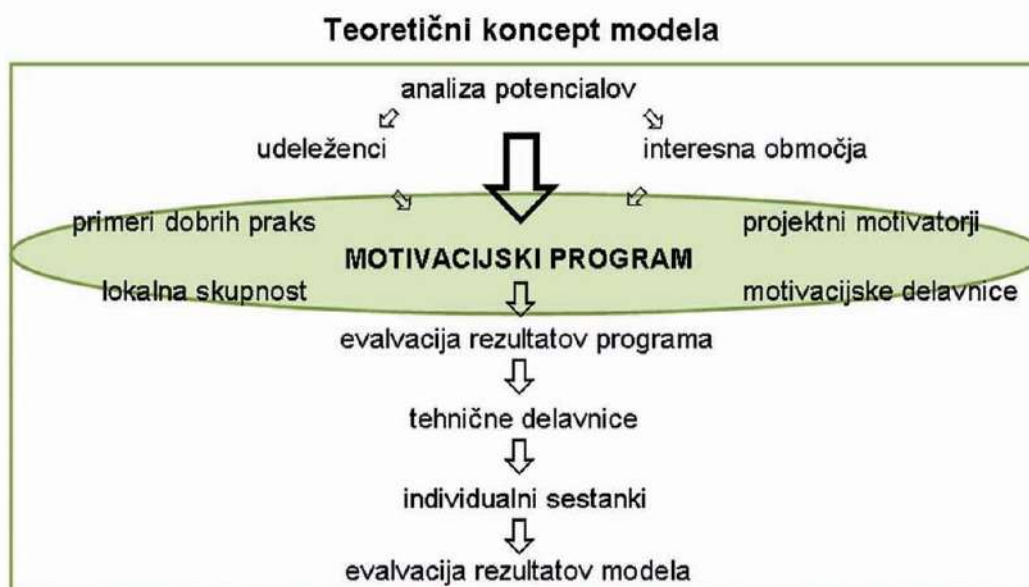 Teoretični koncept modela
analiza potencialov
udeleženci
interesna območja
primeri dobrih praks
projektni motivatorji
MOTIVACIJSKI PROGRAM
lokalna skupnost
motivacijske delavnice
evalvacija rezultatov programa
tehnične delavnice
individualni sestanki
evalvacija rezultatov modela